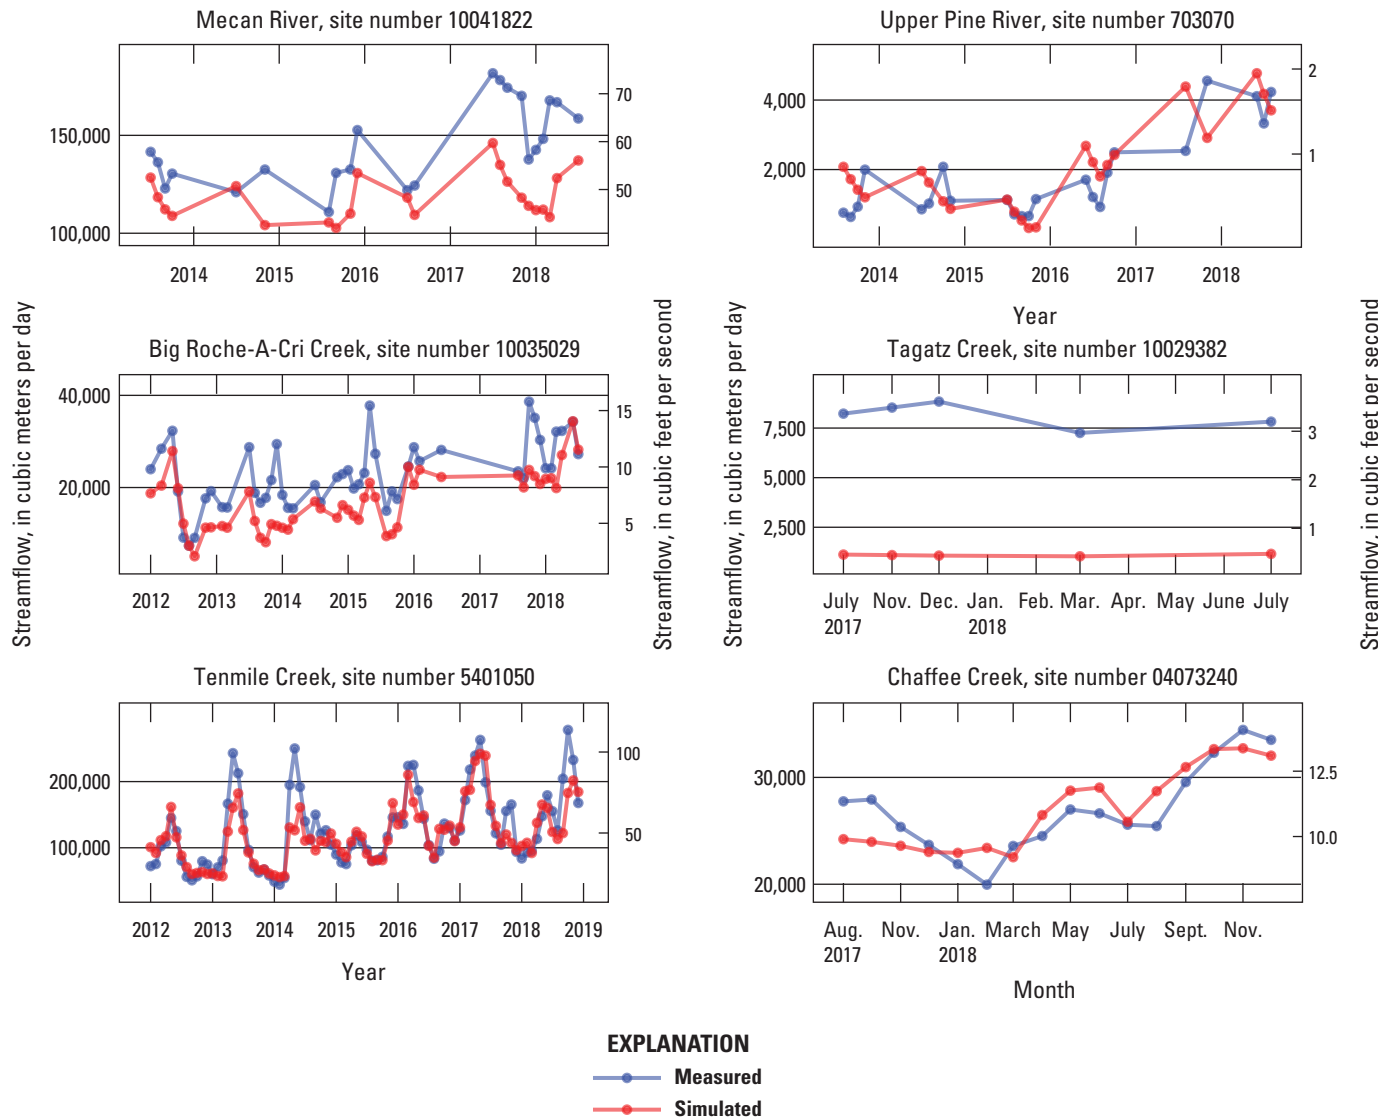 Mecan River, site number 10041822
150,000
100,000
70
60
50
2014 2015 2016 2017 2018
Upper Pine River, site number 703070
4,000
2,000
2
1
2014 2015 2016 2017 2018
Year
Big Roche-A-Cri Creek, site number 10035029
40,000
20,000
15
10
5
2012 2013 2014 2015 2016 2017 2018
Tagatz Creek, site number 10029382
7,500
5,000
2,500
3
2
1
July Nov. Dec. Jan. Feb. Mar. Apr. May June July
2017 2018
Streamflow, in cubic meters per day
Streamflow, in cubic feet per second
Streamflow, in cubic meters per day
Streamflow, in cubic feet per second
Tenmile Creek, site number 5401050
200,000
100,000
100
50
2012 2013 2014 2015 2016 2017 2018 2019
Year
Chaffee Creek, site number 04073240
30,000
20,000
12.5
10.0
Aug. Nov. Jan. March May July Sept. Nov.
2017 2018
Month
EXPLANATION
Measured
Simulated